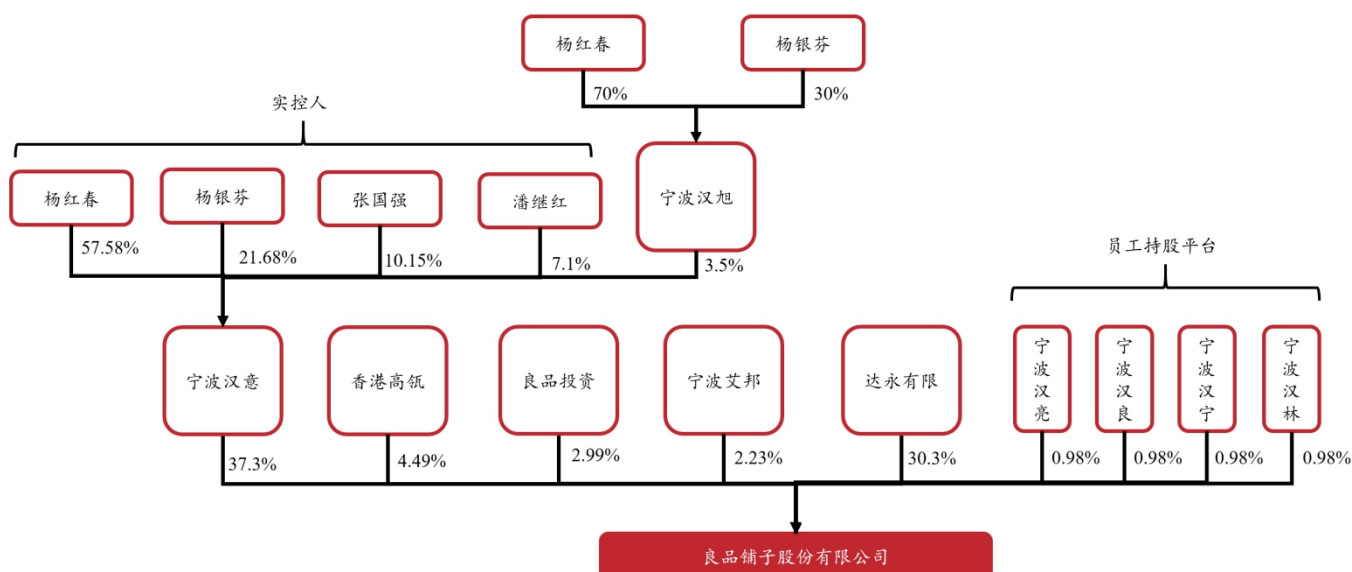 杨红春
杨银芬
70%
30%
实控人
杨红春
杨银芬
张国强
潘继红
宁波汉旭
57.58%
21.68%
10.15%
7.1%
3.5%
员工持股平台
宁波汉意
香港高瓴
良品投资
宁波艾邦
达永有限
宁波汉亮
宁波汉良
宁波汉宁
宁波汉林
37.3%
4.49%
2.99%
2.23%
30.3%
0.98%
0.98%
0.98%
0.98%
良品铺子股份有限公司